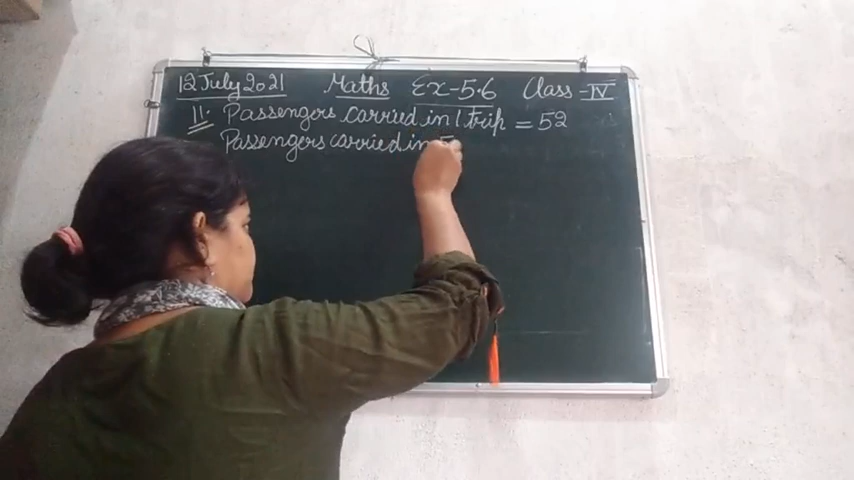 12 July 2021 Maths Ex-5.6 Class-IV
11. Passengers carried in 1 trip = 52
Passengers carried in